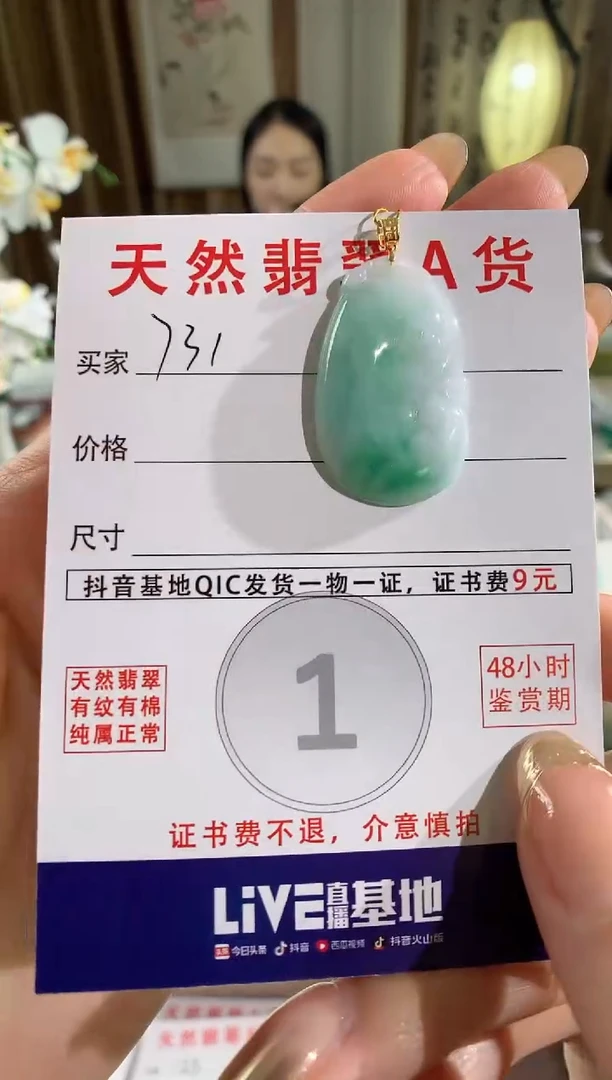 天然翡翠A货
买家 731
价格
尺寸
抖音基地QIC发货一物一证，证书费9元
天然翡翠
有纹有棉
纯属正常
1
48小时
鉴赏期
证书费不退，介意慎拍
LiVE直播基地
头条 今日头条 抖音 西瓜视频 抖音火山版